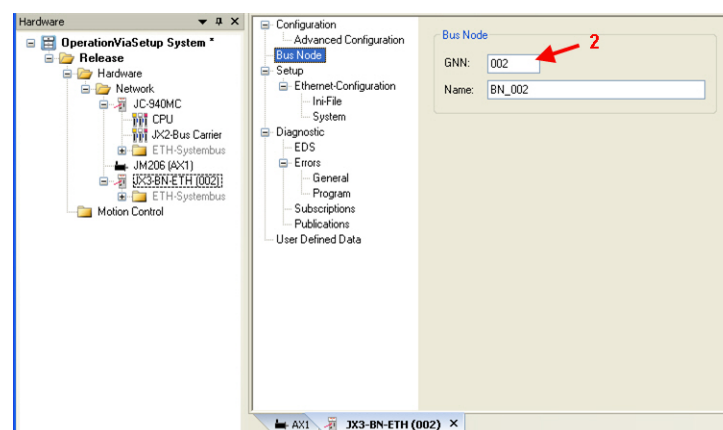 Hardware
OperationViaSetup System *
Release
Hardware
Network
JC-940MC
CPU
JX2-Bus Carrier
ETH-Systembus
JM206 (AX1)
JX3-BN-ETH (002)
ETH-Systembus
Motion Control
Configuration
Advanced Configuration
Bus Node
Setup
Ethernet-Configuration
Ini-File
System
Diagnostic
EDS
Errors
General
Program
Subscriptions
Publications
User Defined Data
Bus Node
2
GNN: 002
Name: BN_002
AX1 JX3-BN-ETH (002)